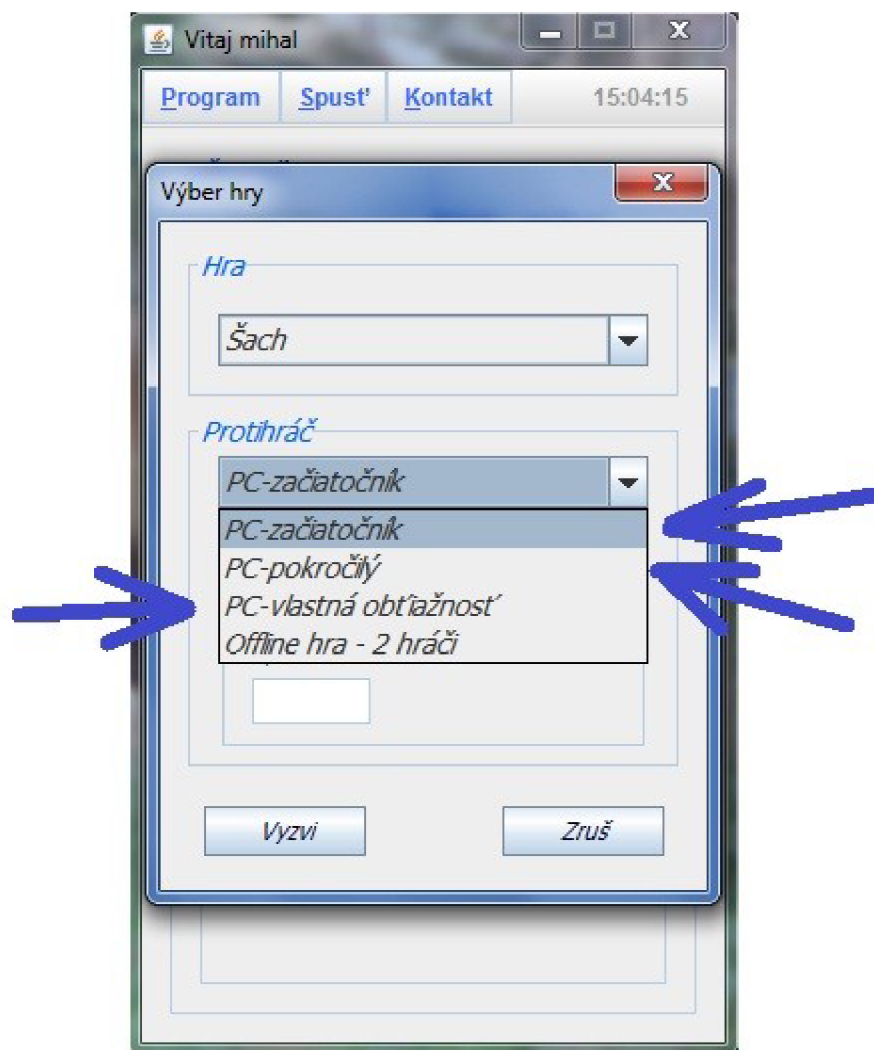 Vitaj mihal
Program Spusť Kontakt 15:04:15
Výber hry
Hra
Šach
Protihráč
PC-začiatočník
PC-začiatočník
PC-pokročilý
PC-vlastná obťiažnosť
Offline hra - 2 hráči
Vyzvi Zruš